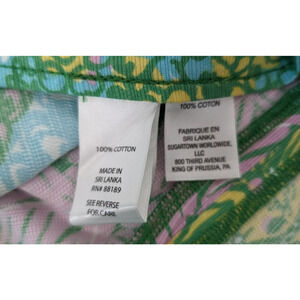 100% COTTON
MADE IN
SRI LANKA
RN# 88189
SEE REVERSE
FOR CARE
100% COTTON
FABRIQUE EN
SRI LANKA
SUGARTOWN WORLDWIDE,
LLC
800 THIRD AVENUE
KING OF PRUSSIA, PA